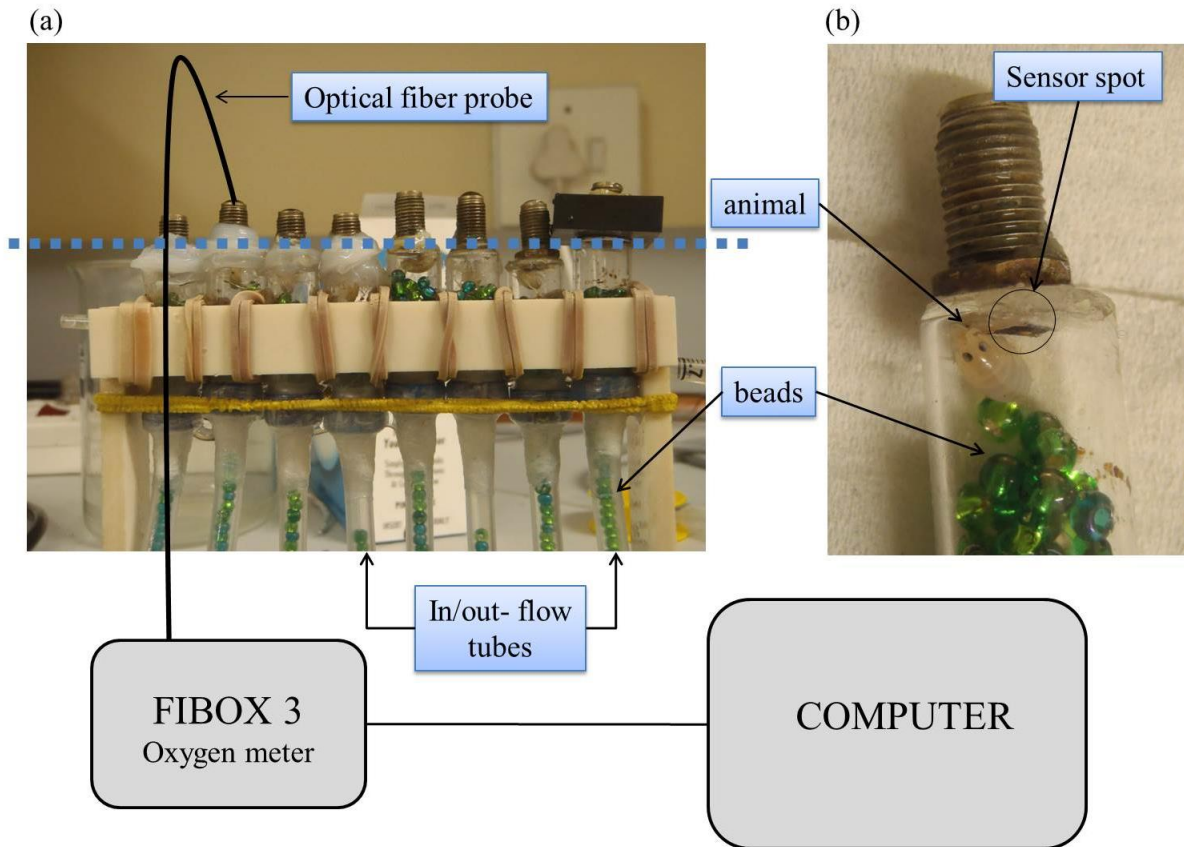 (a)
(b)
Optical fiber probe
Sensor spot
animal
beads
In/out- flow
tubes
FIBOX 3
Oxygen meter
COMPUTER